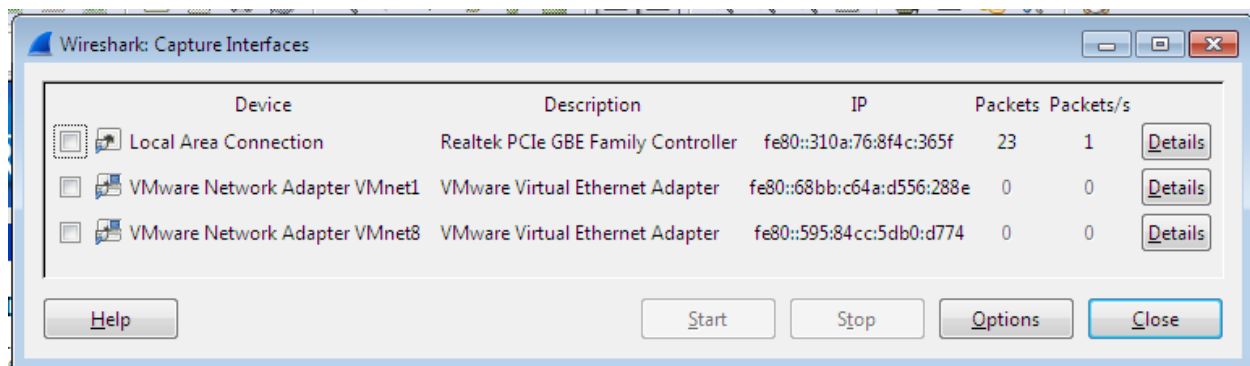 Wireshark: Capture Interfaces
Device Description IP Packets Packets/s
Local Area Connection Realtek PCIe GBE Family Controller fe80::310a:76:8f4c:365f 23 1 Details
VMware Network Adapter VMnet1 VMware Virtual Ethernet Adapter fe80::68bb:c64a:d556:288e 0 0 Details
VMware Network Adapter VMnet8 VMware Virtual Ethernet Adapter fe80::595:84cc:5db0:d774 0 0 Details
Help Start Stop Options Close